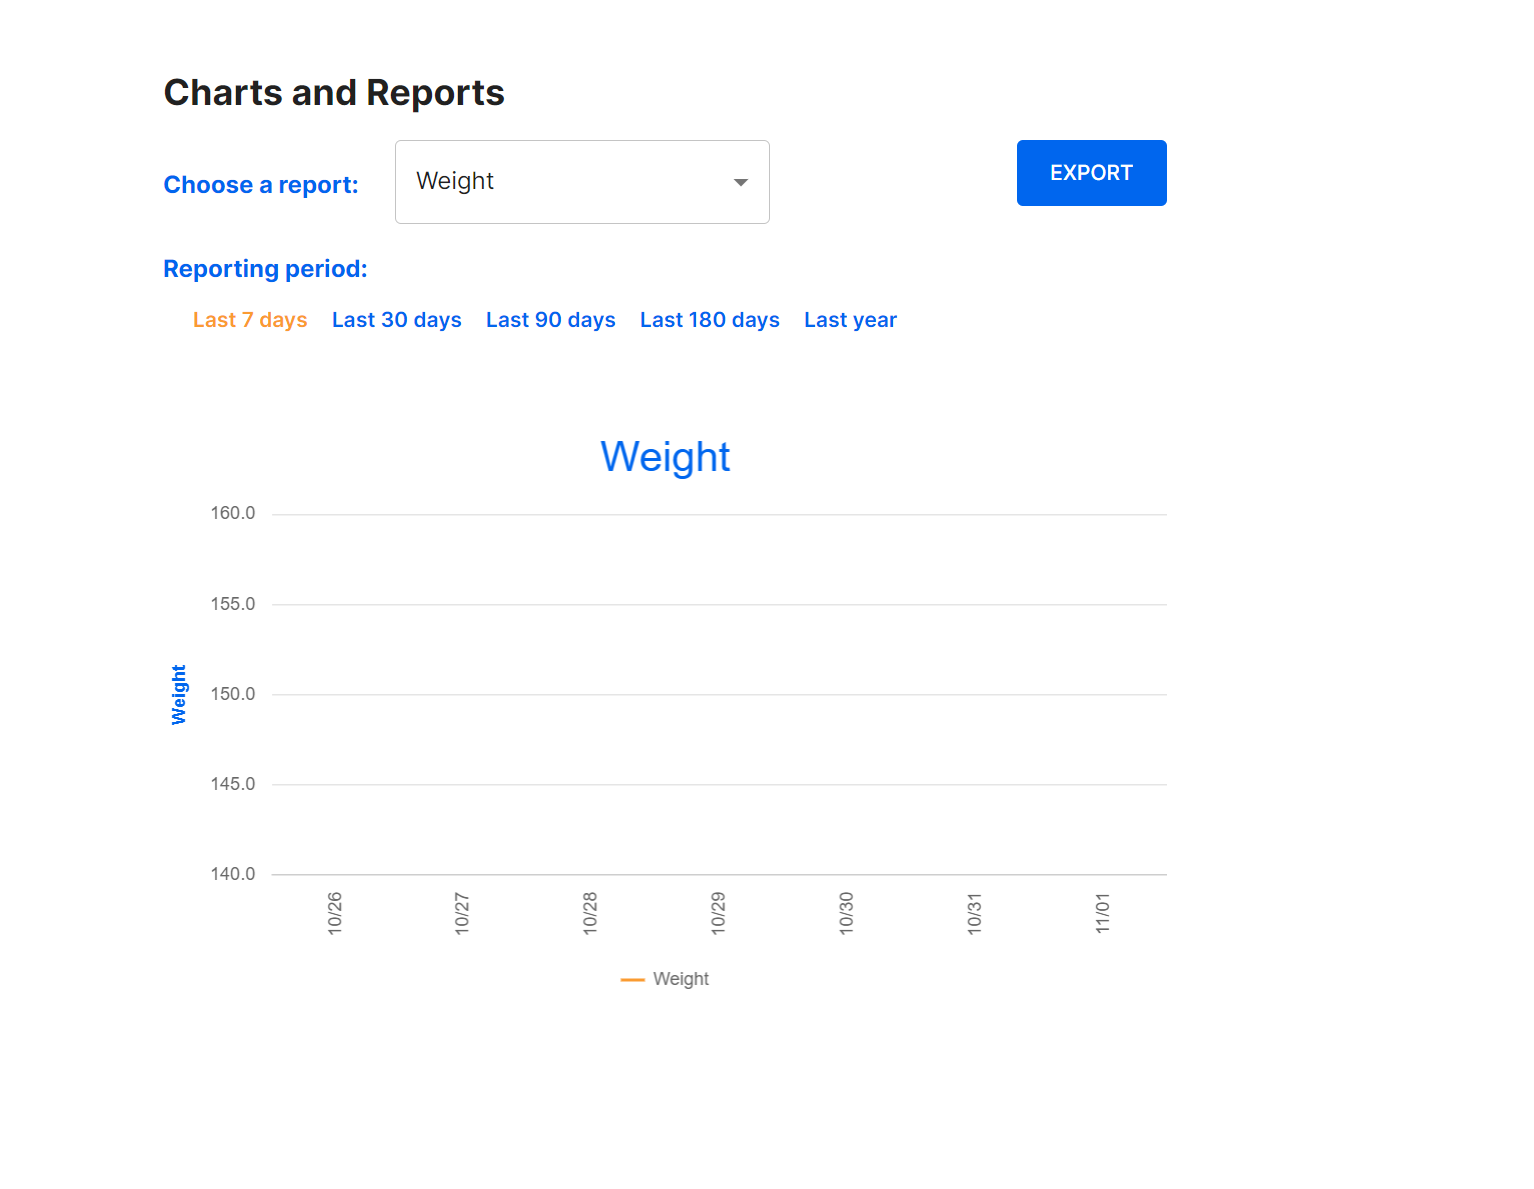 Charts and Reports
Choose a report: Weight EXPORT
Reporting period:
Last 7 days Last 30 days Last 90 days Last 180 days Last year
Weight
160.0
155.0
150.0
145.0
140.0
Weight
10/26 10/27 10/28 10/29 10/30 10/31 11/01
Weight